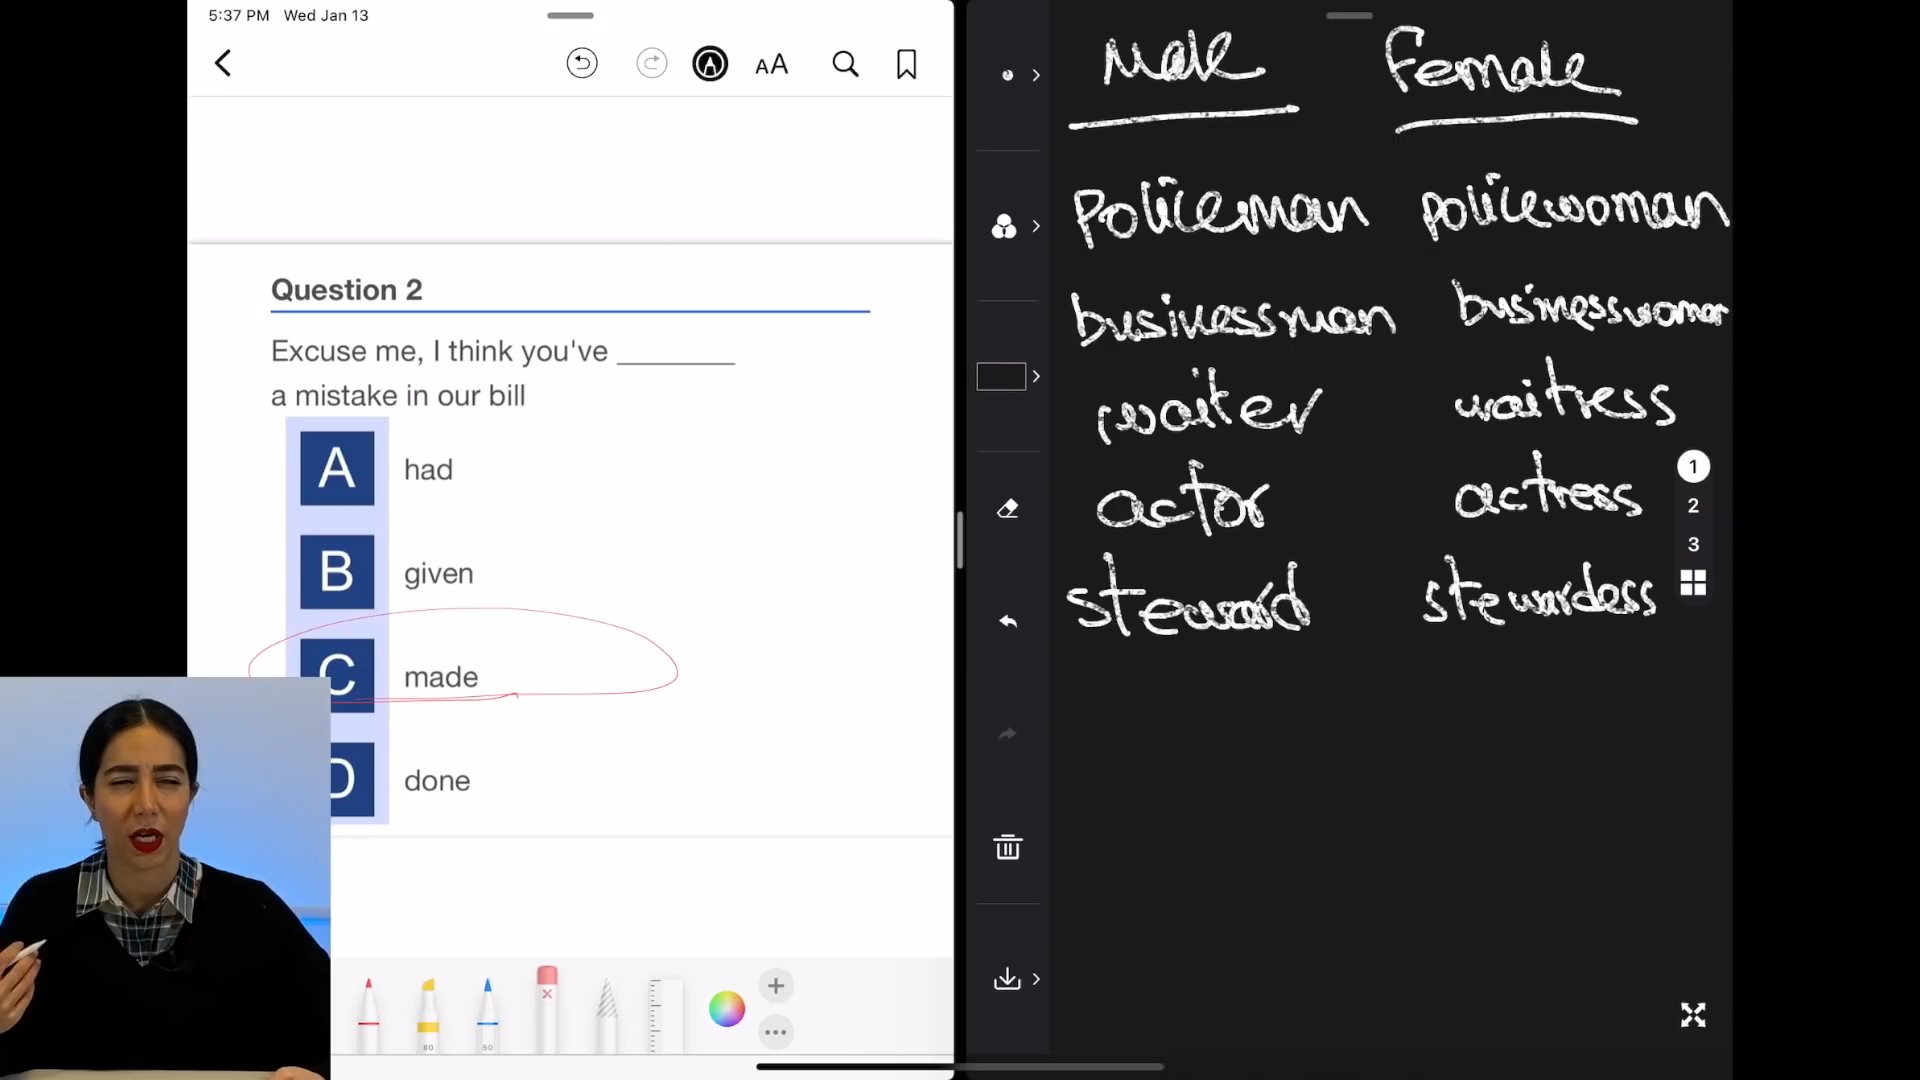 5:37 PM Wed Jan 13
AA
Question 2
Excuse me, I think you've ________
a mistake in our bill
A had
B given
C made
D done
80
50
Male Female
Policeman policewoman
businessman businesswoman
waiter waitress
actor actress
steward stewardess
1
2
3